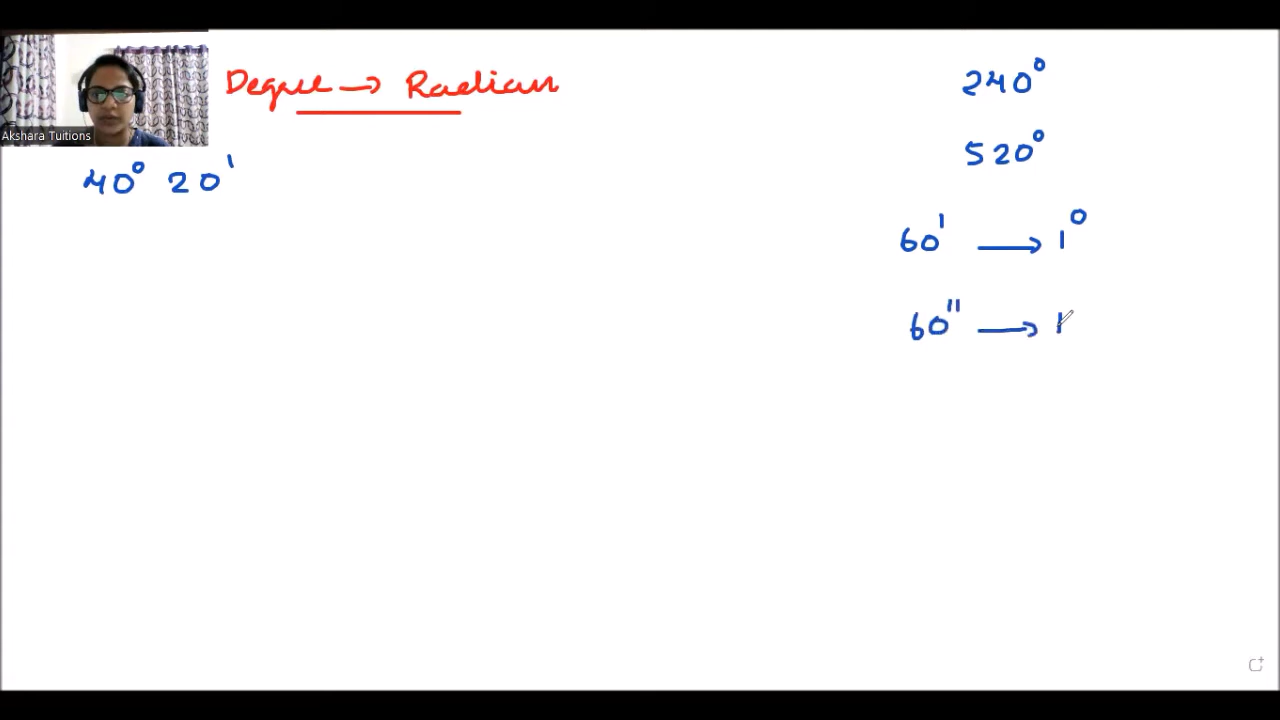 Degree → Radian
Akshara Tuitions
40° 20'
240°
520°
60' → 1°
60" → 1